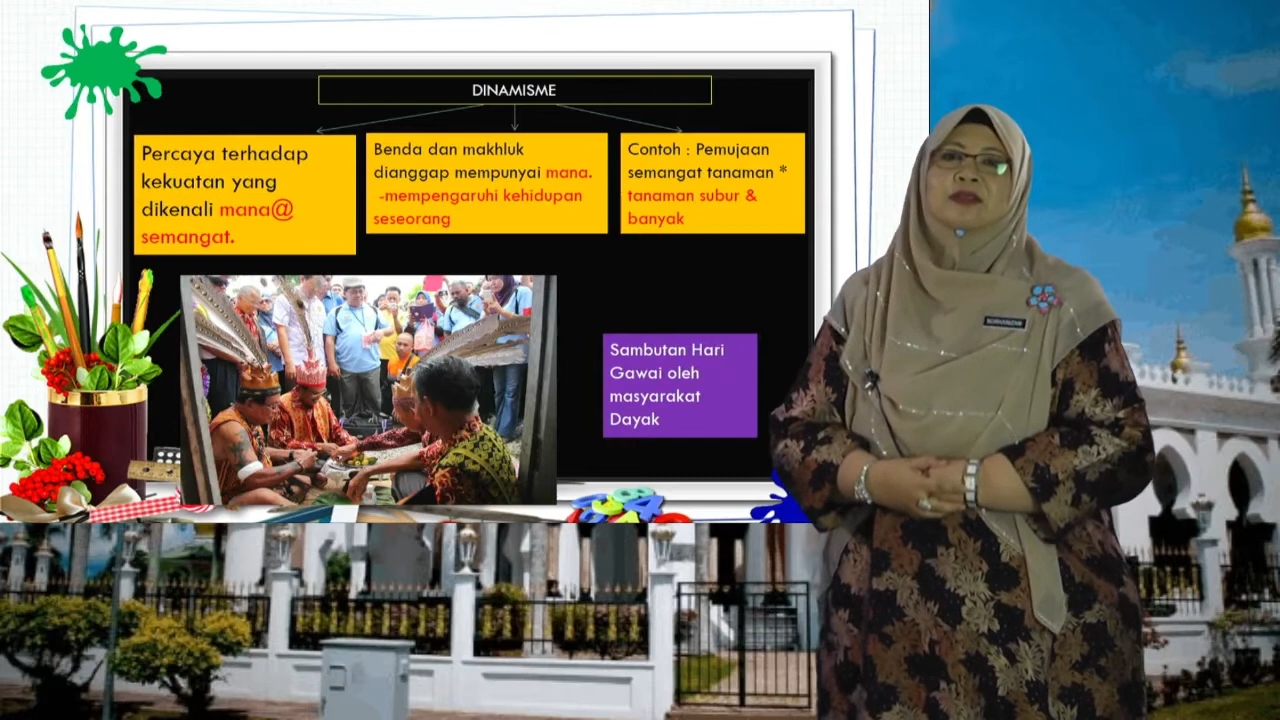 DINAMISME
Percaya terhadap
kekuatan yang
dikenali mana@
semangat.
Benda dan makhluk
dianggap mempunyai mana.
-mempengaruhi kehidupan
seseorang
Contoh : Pemujaan
semangat tanaman *
tanaman subur &
banyak
Sambutan Hari
Gawai oleh
masyarakat
Dayak